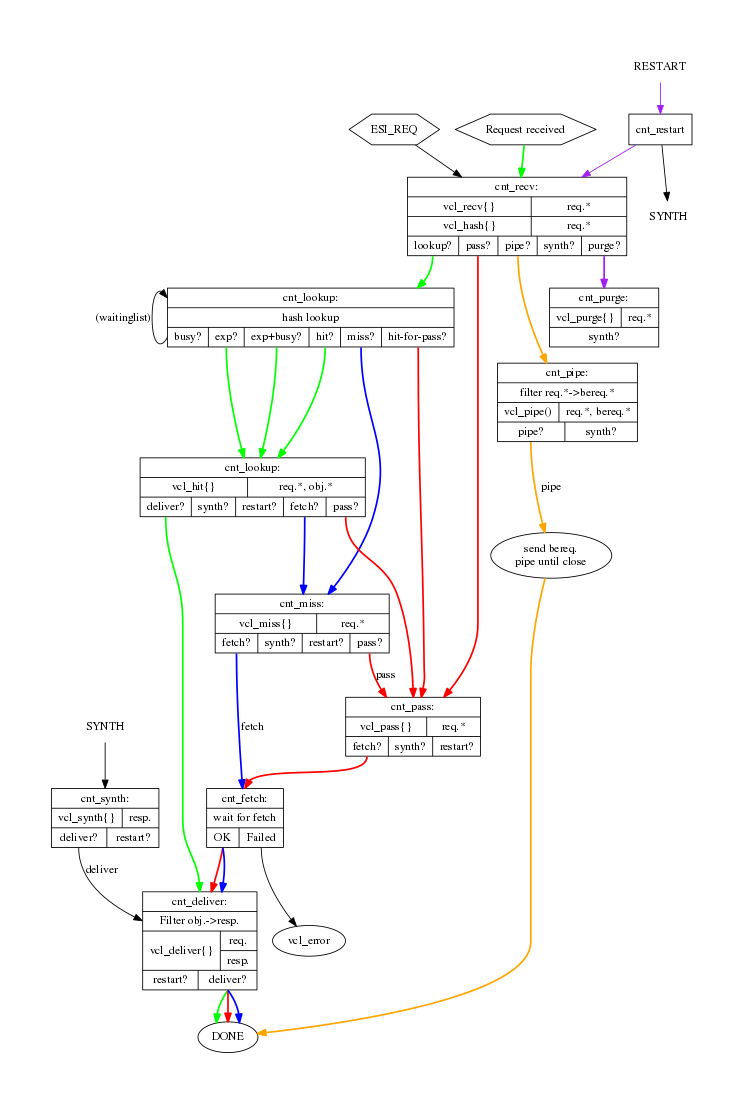 RESTART
ESI_REQ
Request received
cnt_restart
cnt_recv:
vcl_recv{} req.*
vcl_hash{} req.*
lookup? pass? pipe? synth? purge?
SYNTH
(waitinglist)
cnt_lookup:
hash lookup
busy? exp? exp+busy? hit? miss? hit-for-pass?
cnt_purge:
vcl_purge{} req.*
synth?
cnt_pipe:
filter req.*->bereq.*
vcl_pipe() req.*, bereq.*
pipe? synth?
cnt_lookup:
vcl_hit{} req.*, obj.*
deliver? synth? restart? fetch? pass?
pipe
send bereq.
pipe until close
cnt_miss:
vcl_miss{} req.*
fetch? synth? restart? pass?
pass
cnt_pass:
vcl_pass{} req.*
fetch? synth? restart?
fetch
SYNTH
cnt_synth:
vcl_synth{} resp.
deliver? restart?
cnt_fetch:
wait for fetch
OK Failed
deliver
cnt_deliver:
Filter obj.->resp.
vcl_deliver{} req.
resp.
restart? deliver?
vcl_error
DONE